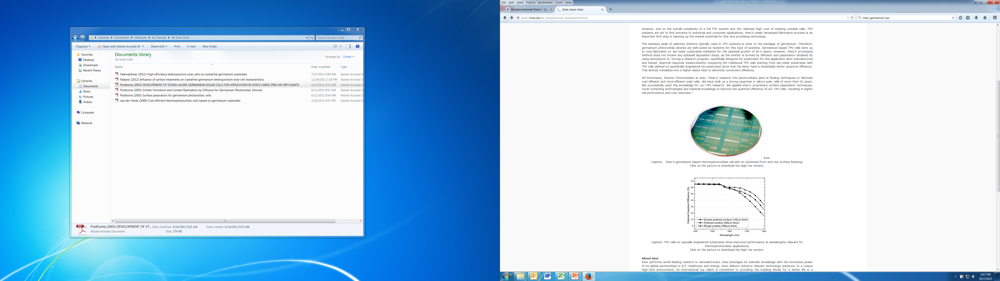 Libraries Documents Literature Ge Devices Ge Solar Cells
Search Ge Solar Cells
Organize Open with Adobe Acrobat XI Share with Print E-mail New folder
Favorites
Desktop
Downloads
Recent Places
Libraries
Documents
Music
Pictures
Videos
Computer
Network
Documents library
Ge Solar Cells
Arrange by: Folder
Name Date modified Type
Hekmatshoar (2012) High-efficiency heterojunction solar cells on crystalline germanium substrates 7/27/2012 9:40 AM Adobe Acrobat D
Nakano (2012) Influence of surface treatments on crystalline germanium heterojunction solar cell characteristics 12/28/2012 1:18 PM Adobe Acrobat D
Posthuma (2003) DEVELOPMENT OF STAND-ALONE GERMANIUM SOLAR CELLS FOR APPLICATION IN SPACE USING SPIN-ON DIFFUSANTS 6/14/2012 9:25 AM Adobe Acrobat D
Posthuma (2005) Emitter Formation and Contact Realization by Diffusion for Germanium Photovoltaic Devices 6/11/2012 8:53 AM Adobe Acrobat D
Posthuma (2005) Surface passivation for germanium photovoltaic cells 6/11/2012 8:54 AM Adobe Acrobat D
van der Heide (2009) Cost-efficient thermophotovoltaic cells based on germanium substrates 1/26/2013 8:35 PM Adobe Acrobat D
PDF
Posthuma (2003) DEVELOPMENT OF ST... Date modified: 6/14/2012 9:25 AM Date created: 6/14/2012 9:25 AM
Adobe Acrobat Document Size: 279 KB
File Edit View History Bookmarks Tools Help
Pandora Internet Radio - Li... Imec news-imec
www2.imec.be/be_en/press/imec-news/tpvcell.html
imec germanium tpv
However, due to the overall complexity of a full TPV system and the relatively high cost of existing suitable cells, TPV
systems are yet to find entrance to industrial and consumer applications. Imec's newly developed fabrication process is an
important first step in opening up the market potential for this very promising technology.
The emission peak of selective emitters typically used in TPV systems is close to the bandgap of germanium. Therefore,
germanium photovoltaic devices are well suited as receivers for this type of systems. Germanium-based TPV cells were up
to now fabricated on epi-ready substrates marketed for the epitaxial growth of III-V layers. However, Imec's processing
method does not involve any epitaxial deposition steps, as the emitter is formed by diffusion and passivation obtained by
using amorphous Si. During a research program, specifically designed Ge substrates for this application were manufactured
and tested. Spectral response measurements comparing the traditional TPV cells starting from epi-ready substrates with
TPV cells defined on specifically engineered Ge substrates show that the latter have a remarkably better quantum efficiency.
This directly translates into a higher waste heat to electricity conversion efficiency.
Jef Poortmans, Director Photovoltaics at imec: "Imec's research into photovoltaics aims at finding techniques to fabricate
cost efficient and more efficient solar cells. We have built up a strong expertise in silicon solar cells of more than 25 years.
We successfully used this knowledge for our TPV research. We applied imec's proprietary surface passivation techniques,
novel contacting technologies and material knowledge to improve the quantum efficiency of our TPV cells, resulting in higher
cell performance and cost reduction."
© imec
Caption: Imec's germanium-based thermophotovoltaic cell with an optimized front and rear surface finishing.
Click on the picture to download the high-res version.
External Quantum Efficiency (%)
70
60
50
40
30
20
10
0
Double polished surface (145µm thick)
Polished surface (500µm thick)
Rough surface (500µm thick)
1400 1500 1600 1700 1800
Wavelength (nm)
Caption: TPV cells on specially engineered substrates show improved performance at wavelengths relevant for
thermophotovoltaic applications.
Click on the picture to download the high-res version.
About imec
Imec performs world-leading research in nanoelectronics. Imec leverages its scientific knowledge with the innovative power
of its global partnerships in ICT, healthcare and energy. Imec delivers industry-relevant technology solutions. In a unique
high-tech environment, its international top talent is committed to providing the building blocks for a better life in a
3:47 PM
10/7/2015